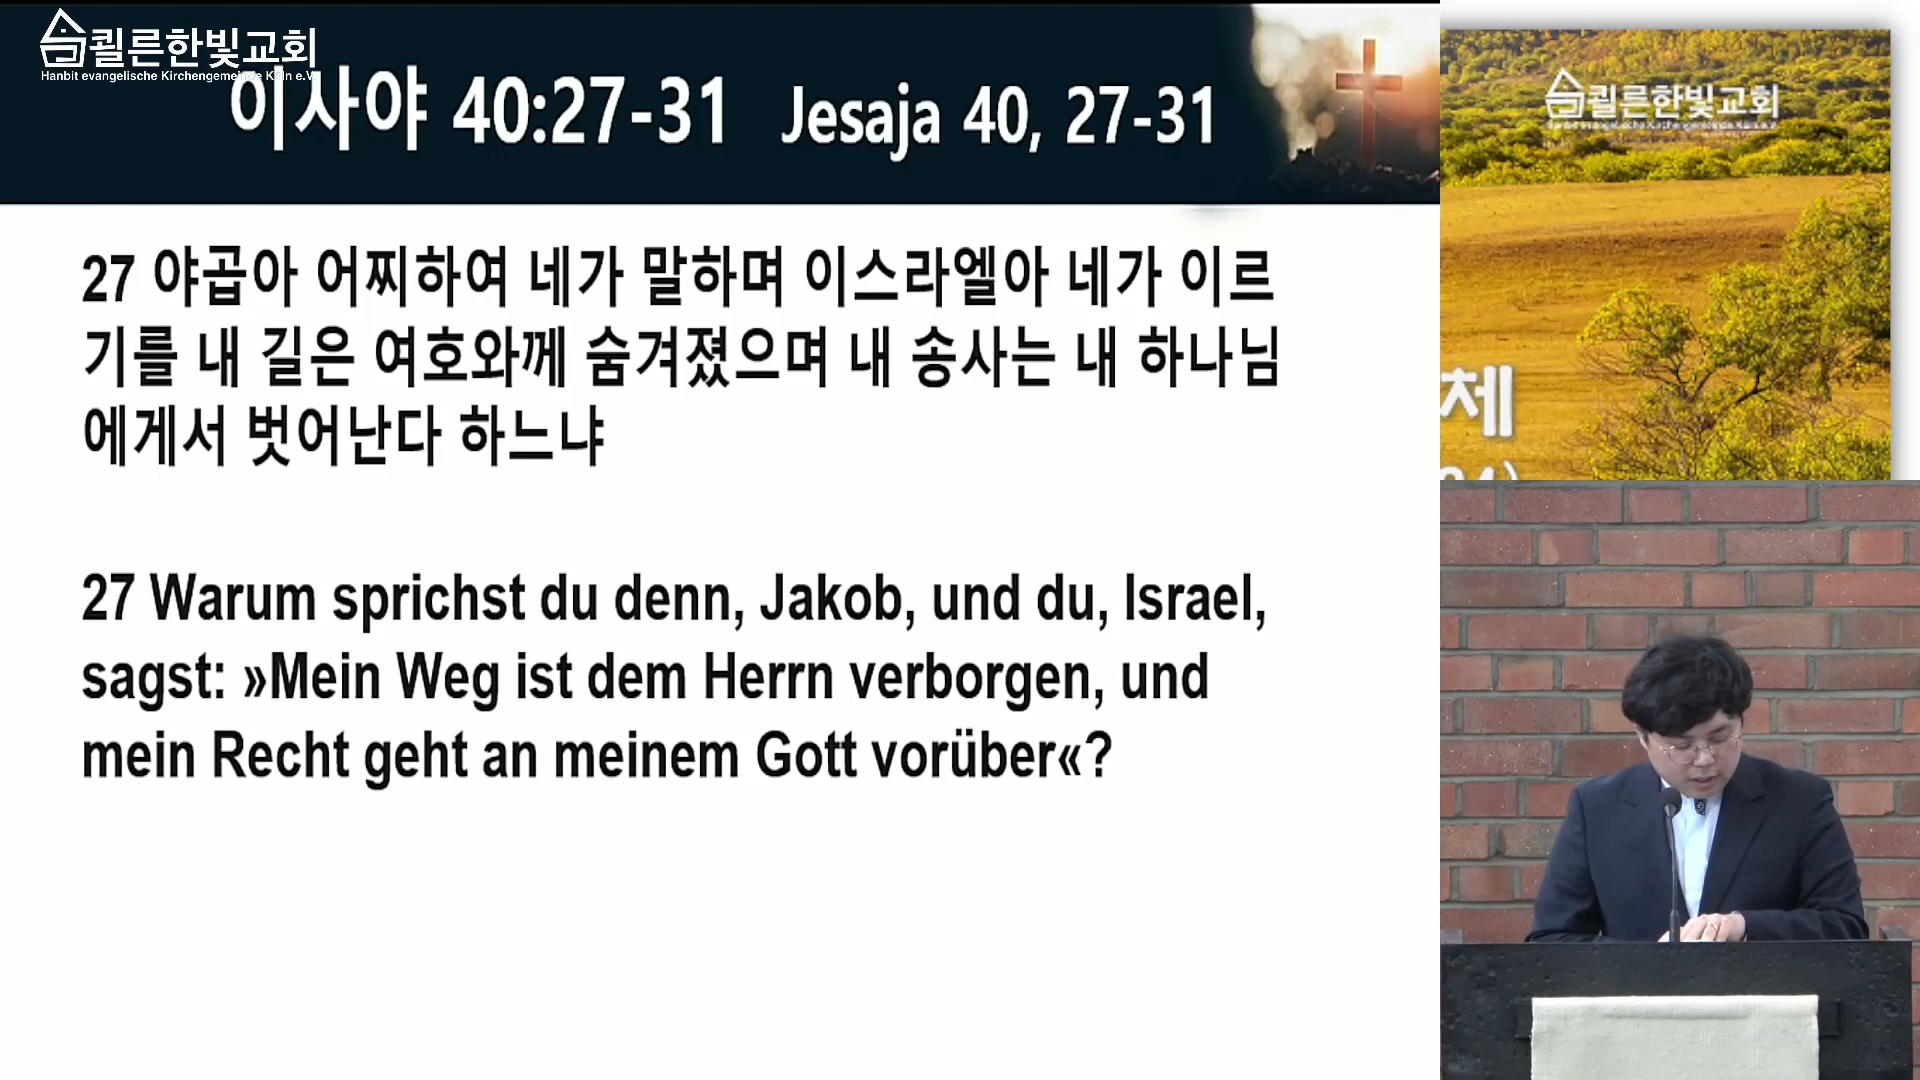 쾰른한빛교회
Hanbit evangelische Kirchengemeinde Köln e.V.
이사야 40:27-31 Jesaja 40, 27-31
27 야곱아 어찌하여 네가 말하며 이스라엘아 네가 이르
기를 내 길은 여호와께 숨겨졌으며 내 송사는 내 하나님
에게서 벗어난다 하느냐
27 Warum sprichst du denn, Jakob, und du, Israel,
sagst: »Mein Weg ist dem Herrn verborgen, und
mein Recht geht an meinem Gott vorüber«?
쾰른한빛교회
체